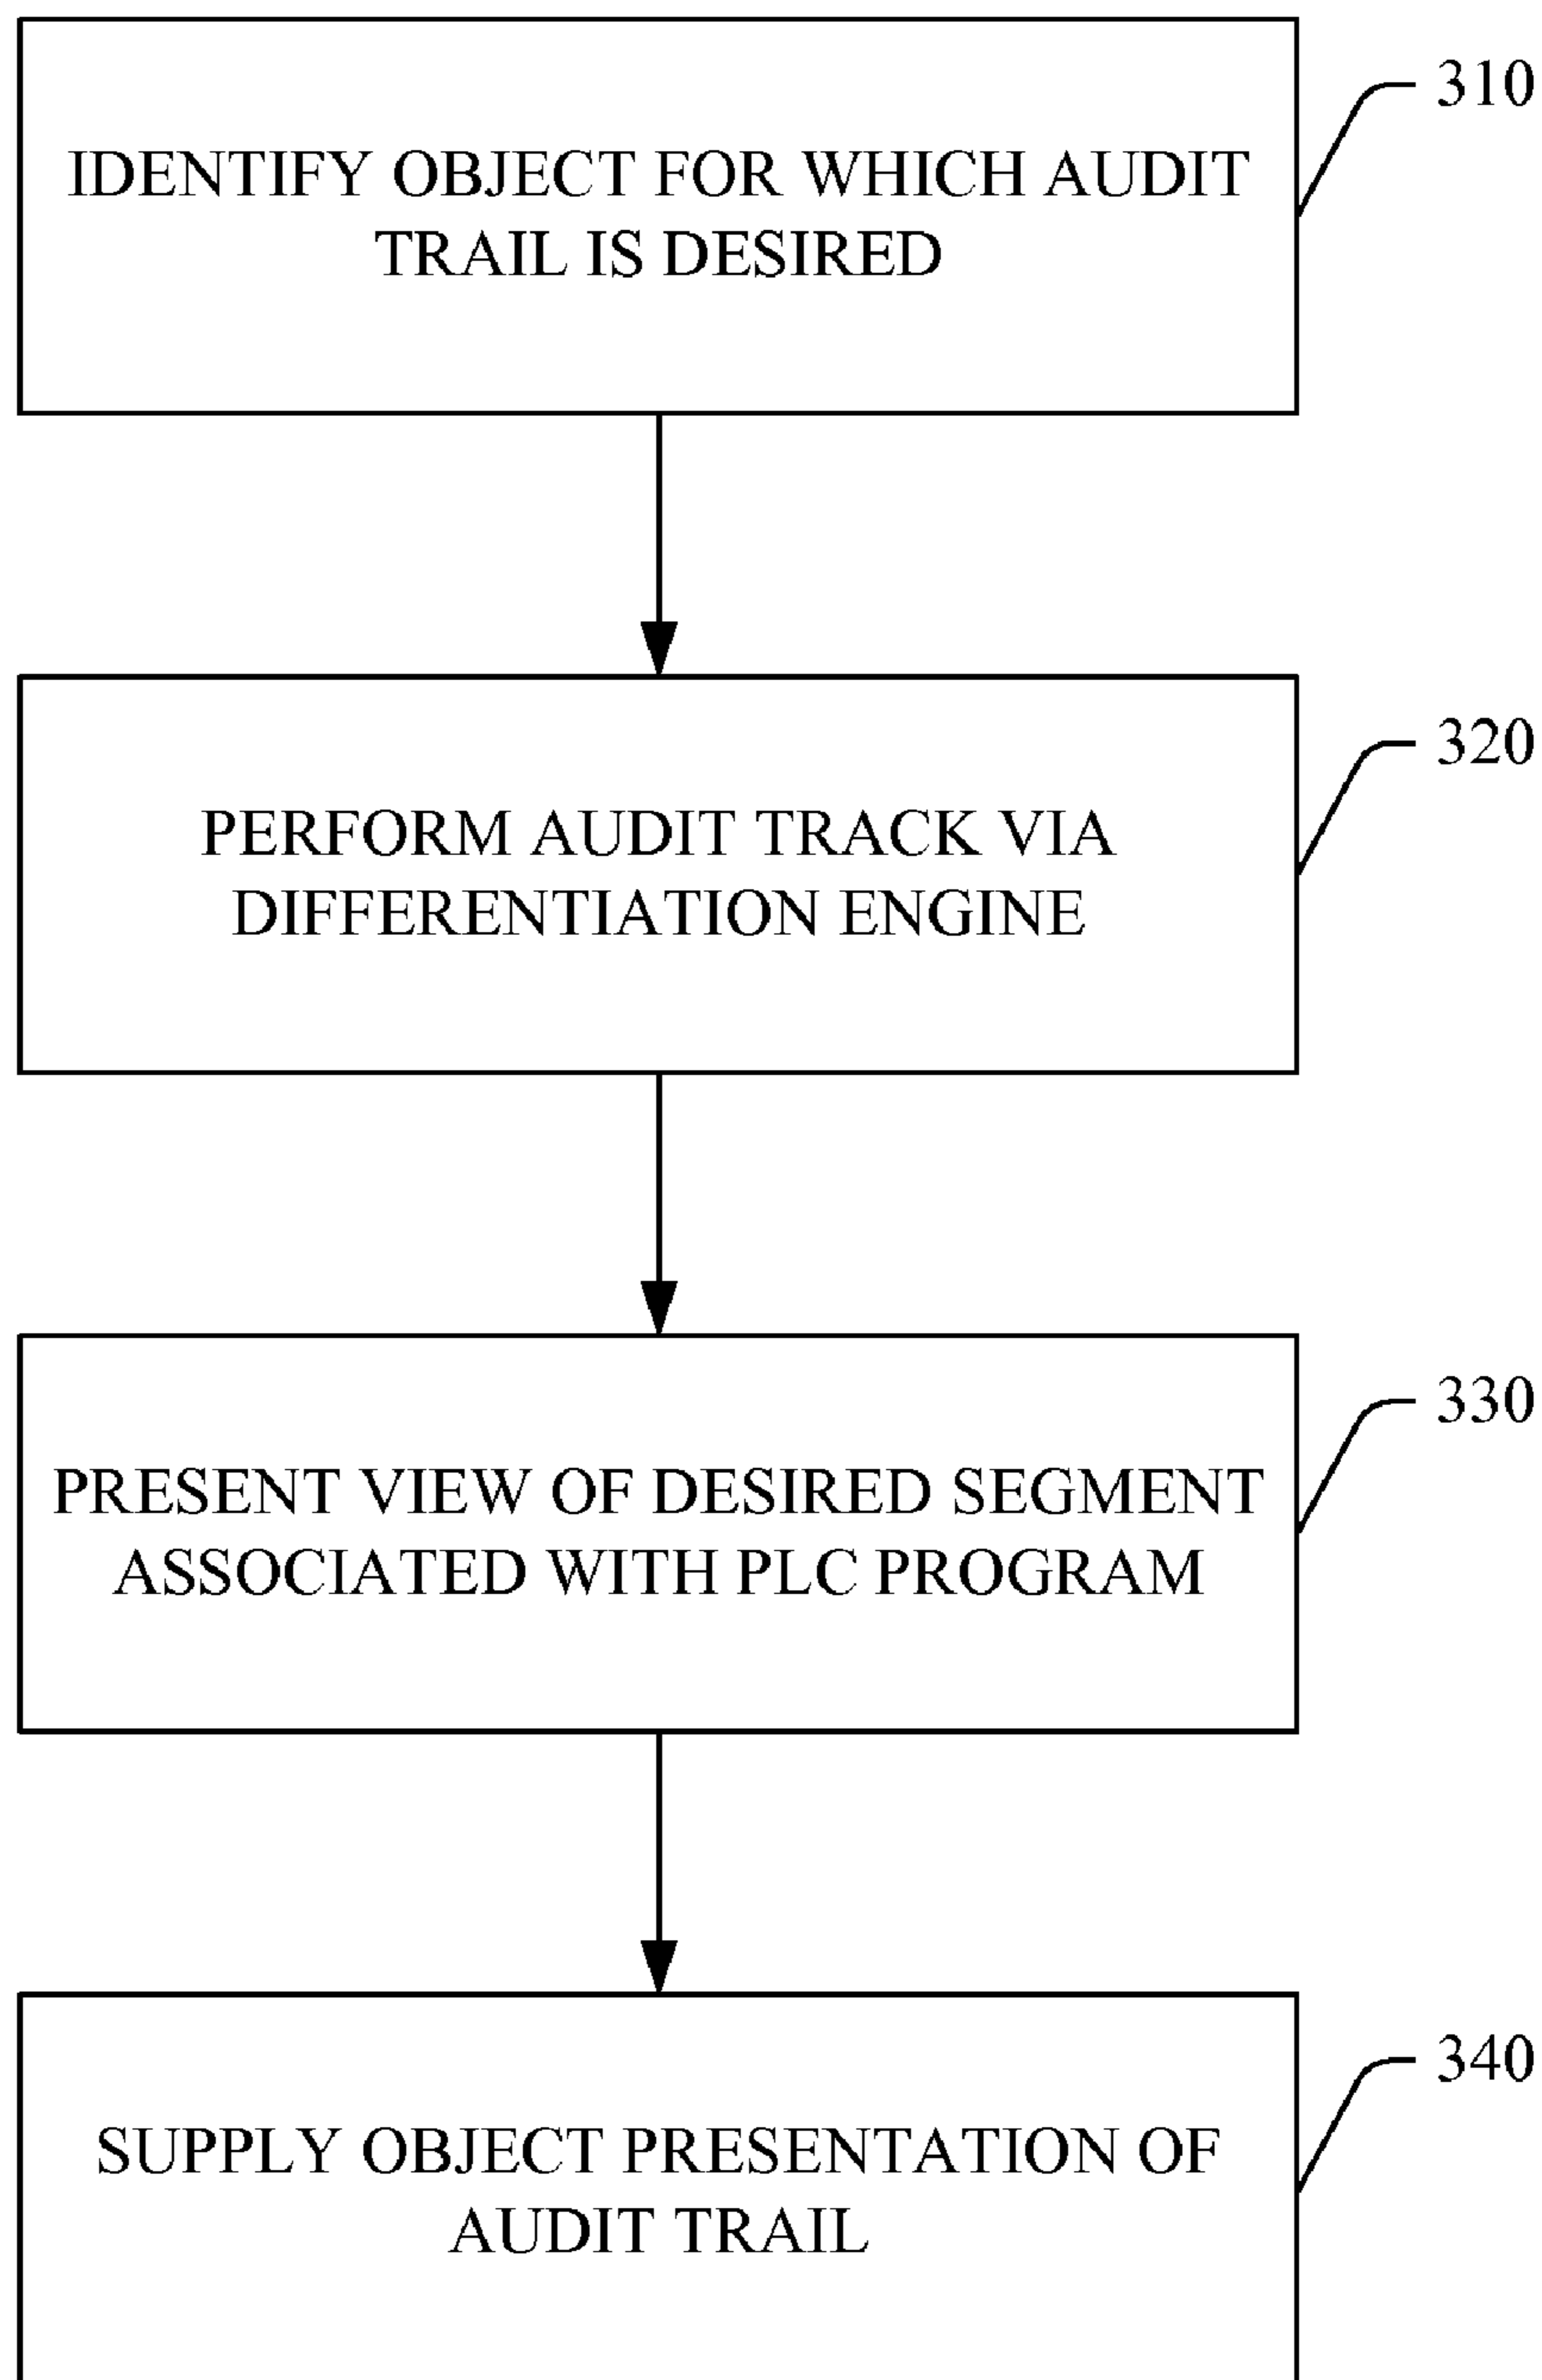 310
IDENTIFY OBJECT FOR WHICH AUDIT
TRAIL IS DESIRED
320
PERFORM AUDIT TRACK VIA
DIFFERENTIATION ENGINE
330
PRESENT VIEW OF DESIRED SEGMENT
ASSOCIATED WITH PLC PROGRAM
340
SUPPLY OBJECT PRESENTATION OF
AUDIT TRAIL